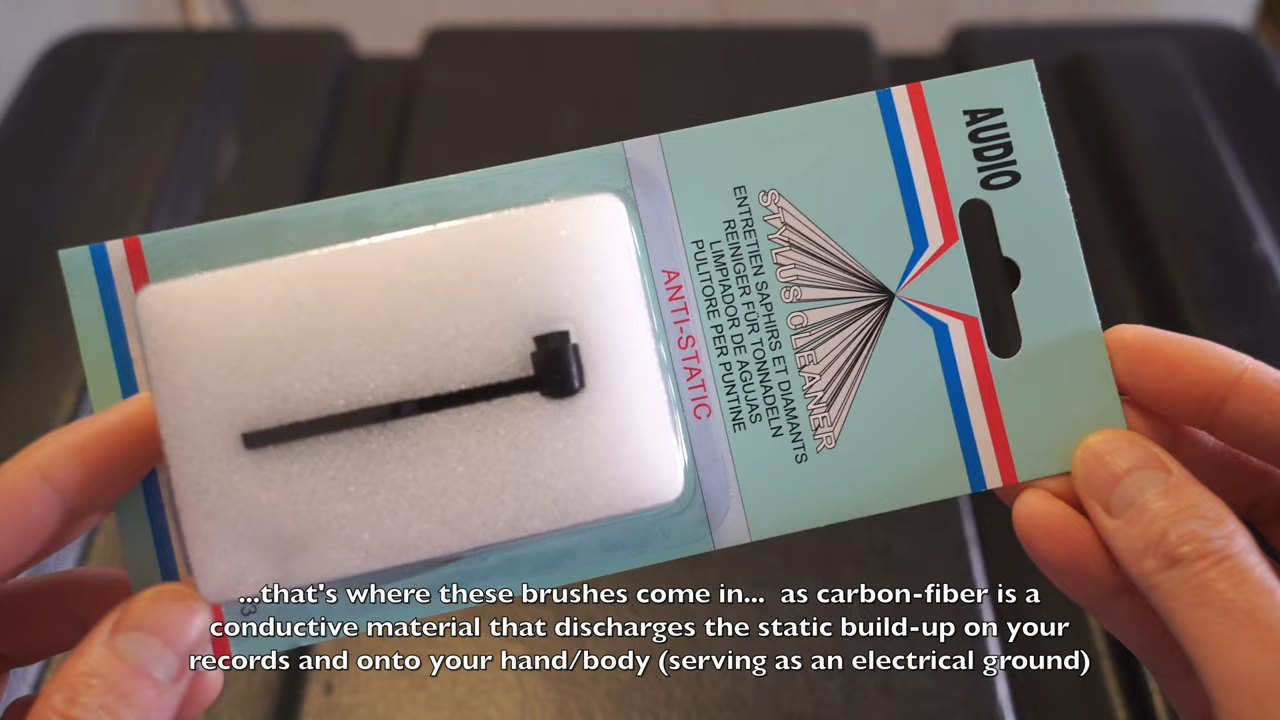 AUDIO
STYLUS CLEANER
ENTRETIEN SAPHIRS ET DIAMANTS
REINIGER FÜR TONNADELN
LIMPIADOR DE AGUJAS
PULITORE PER PUNTINE
ANTI-STATIC
...that's where these brushes come in... as carbon-fiber is a
conductive material that discharges the static build-up on your
records and onto your hand/body (serving as an electrical ground)